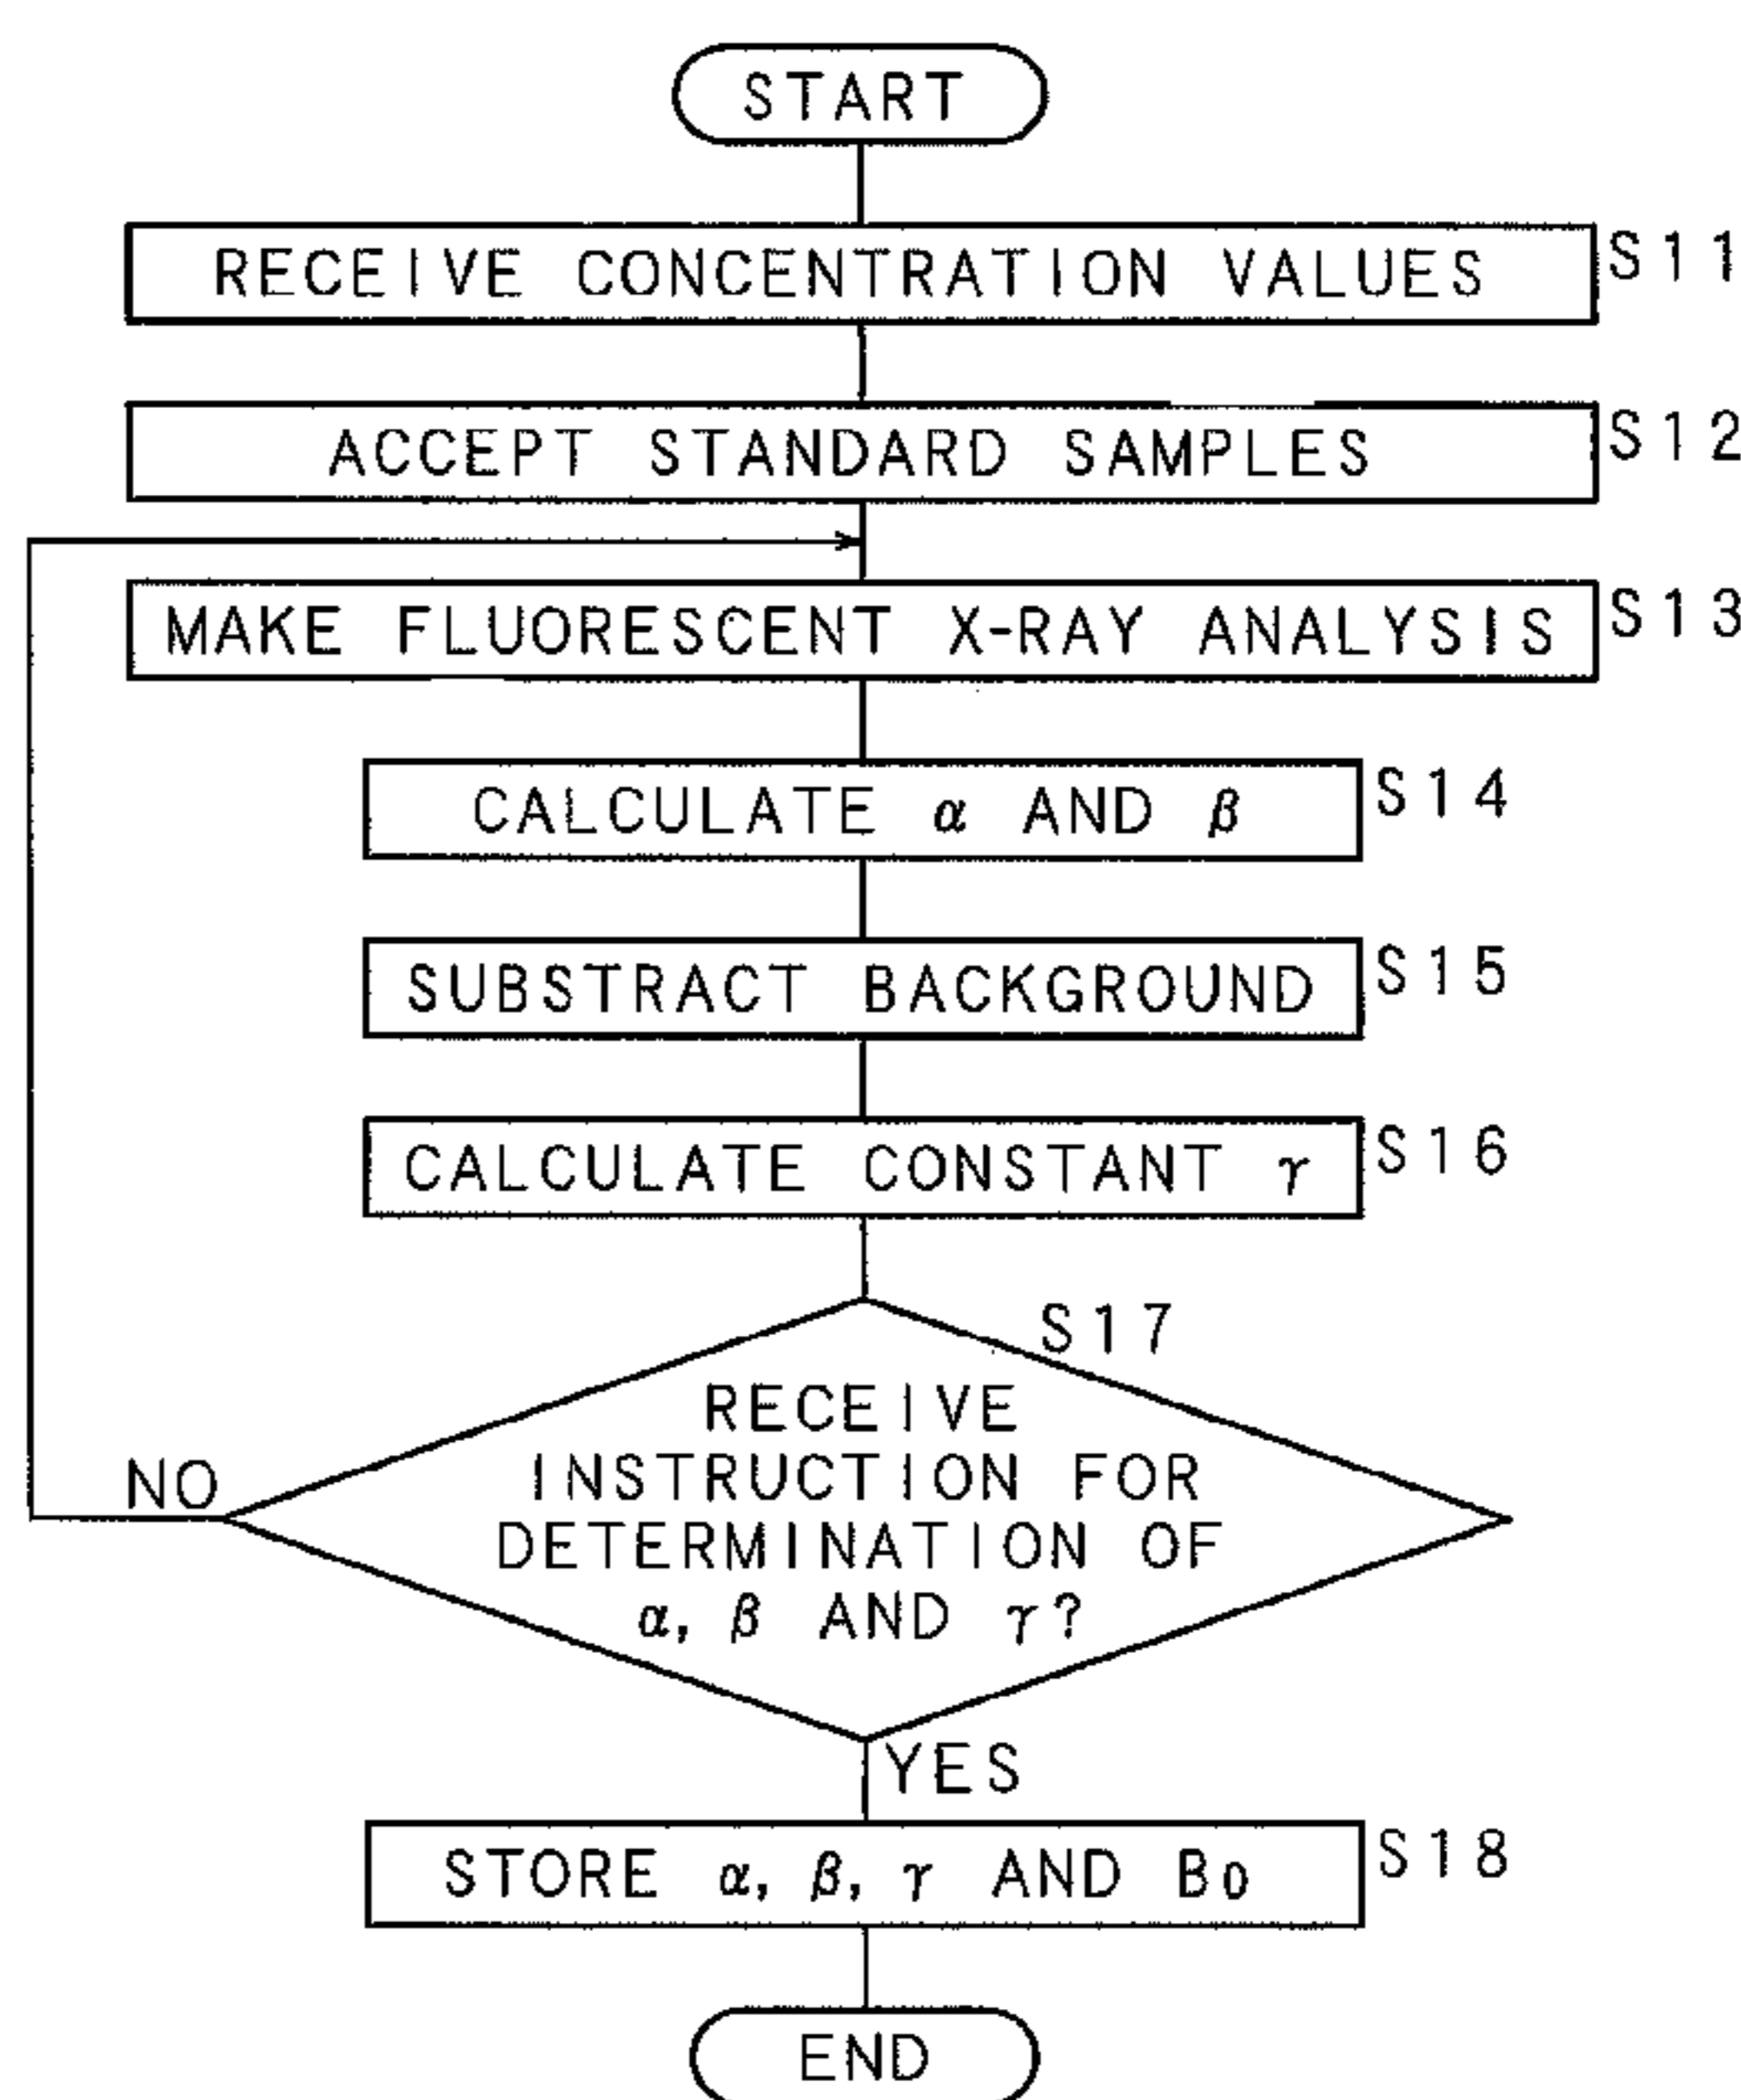 START
RECEIVE CONCENTRATION VALUES S11
ACCEPT STANDARD SAMPLES S12
MAKE FLUORESCENT X-RAY ANALYSIS S13
CALCULATE α AND β S14
SUBSTRACT BACKGROUND S15
CALCULATE CONSTANT γ S16
S17
RECEIVE
INSTRUCTION FOR
DETERMINATION OF
α, β AND γ?
NO
YES
STORE α, β, γ AND B0 S18
END